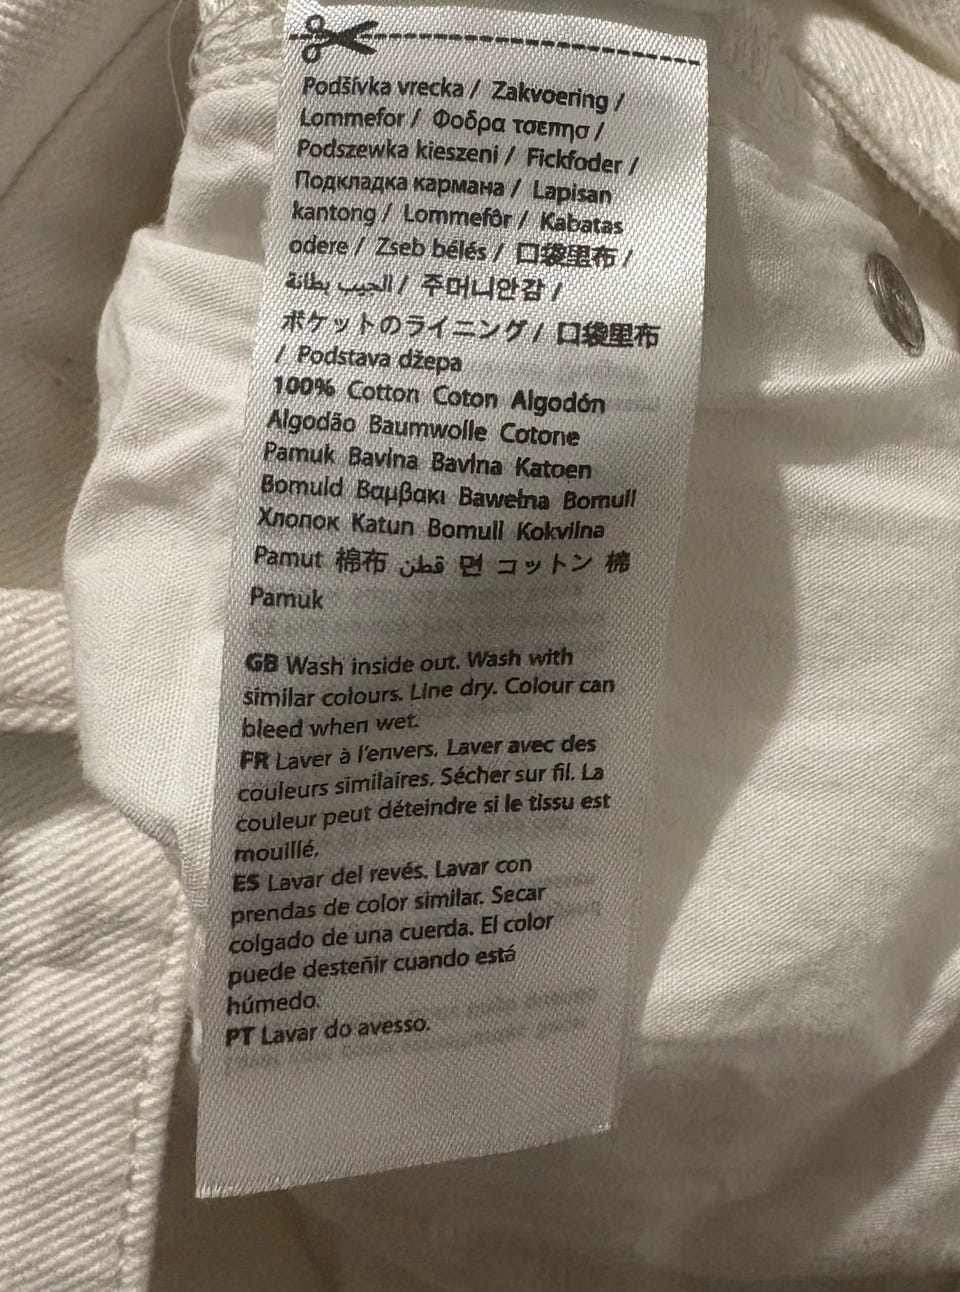 Podšívka vrecka / Zakvoering /
Lommefor / Φοδρα τσεπησ /
Podszewka kieszeni / Fickfoder /
Подкладка кармана / Lapisan
kantong / Lommefôr / Kabatas
odere / Zseb bélés / 口袋里布 /
الجيب بطانة / 주머니안감 /
ポケットのライニング / 口袋里布
/ Podstava džepa
100% Cotton Coton Algodón
Algodão Baumwolle Cotone
Pamuk Bavlna Bavlna Katoen
Bomuld Βαμβακι Bawełna Bomull
Хлопок Katun Bomull Kokvilna
Pamut 棉布 قطن 면 コットン 棉
Pamuk
GB Wash inside out. Wash with
similar colours. Line dry. Colour can
bleed when wet.
FR Laver à l'envers. Laver avec des
couleurs similaires. Sécher sur fil. La
couleur peut déteindre si le tissu est
mouillé.
ES Lavar del revés. Lavar con
prendas de color similar. Secar
colgado de una cuerda. El color
puede desteñir cuando está
húmedo.
PT Lavar do avesso.